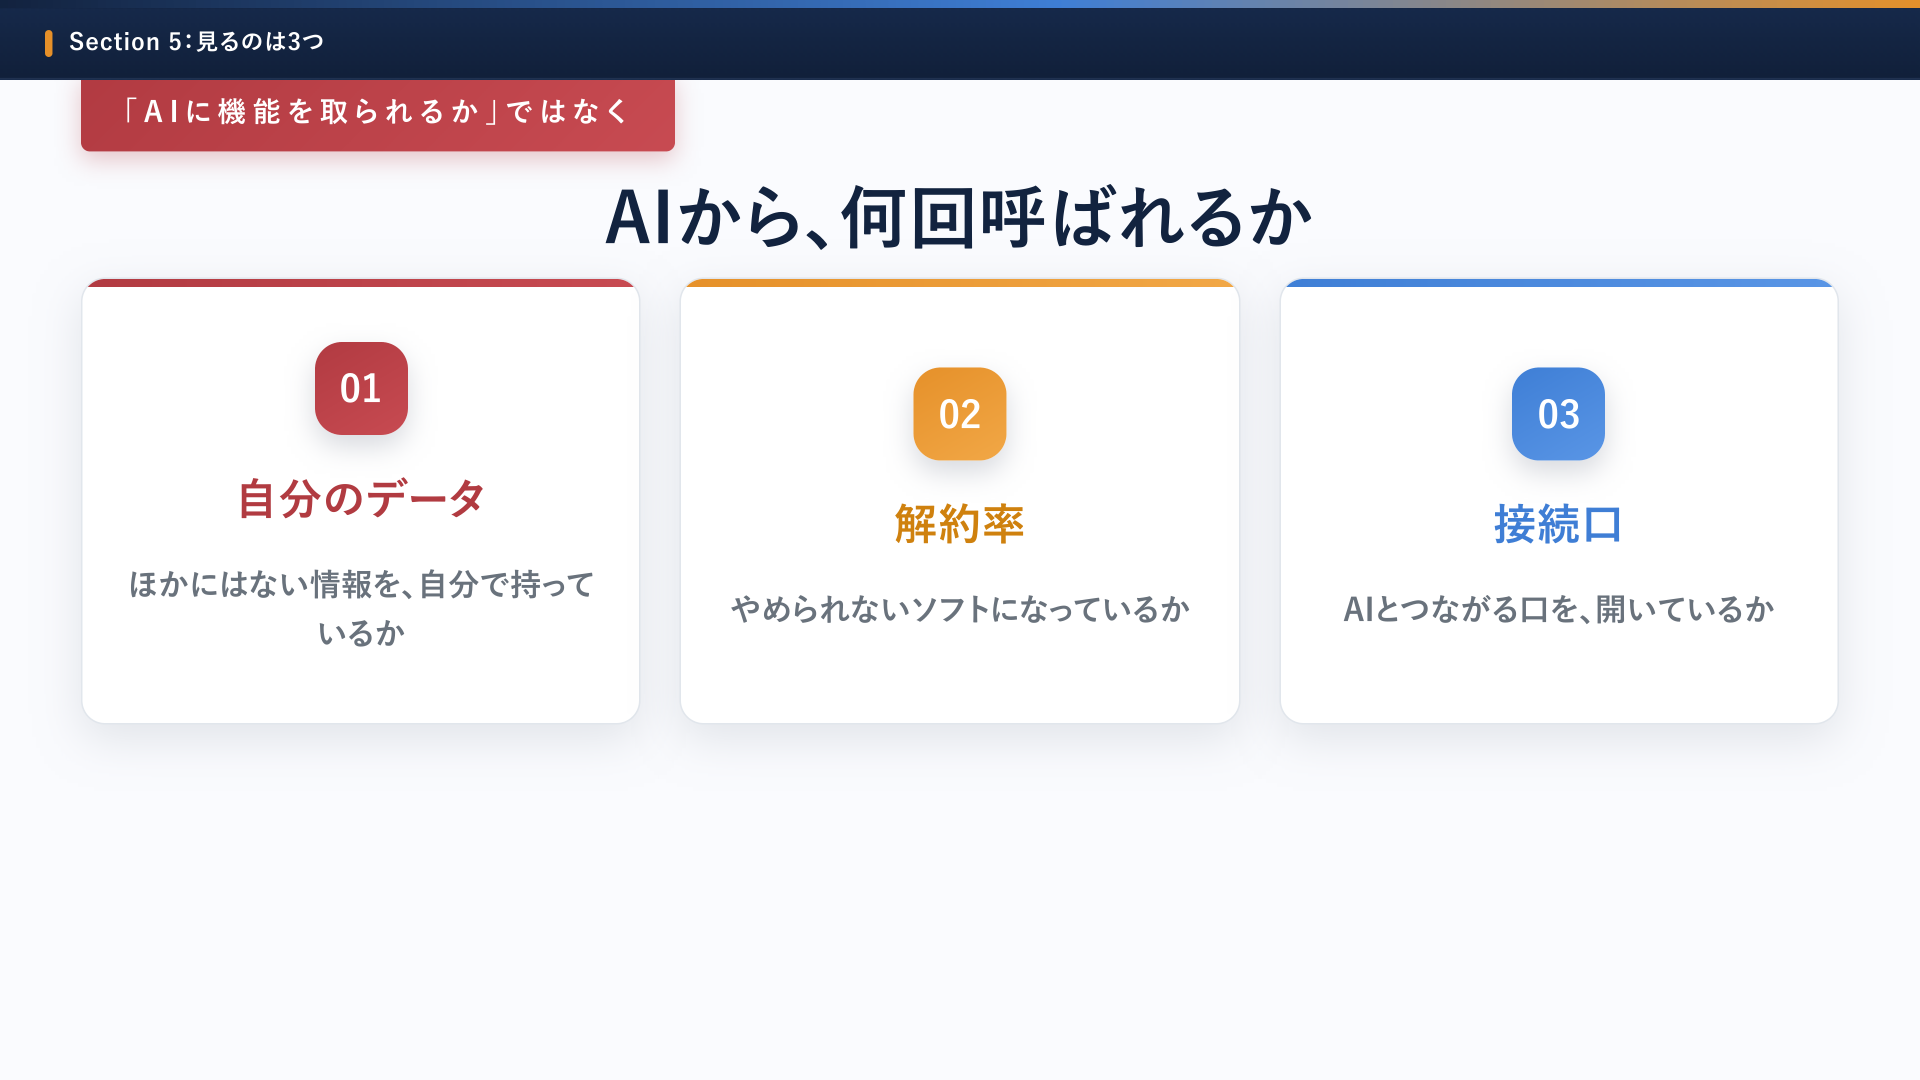 Section 5：見るのは3つ
「AIに機能を取られるか」ではなく
AIから、何回呼ばれるか
01
自分のデータ
ほかにはない情報を、自分で持って
いるか
02
解約率
やめられないソフトになっているか
03
接続口
AIとつながる口を、開いているか